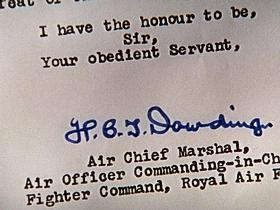 I have the honour to be,
Sir,
Your obedient Servant,
H.C.T. Dowding.
Air Chief Marshal,
Air Officer Commanding-in-Ch
Fighter Command, Royal Air F